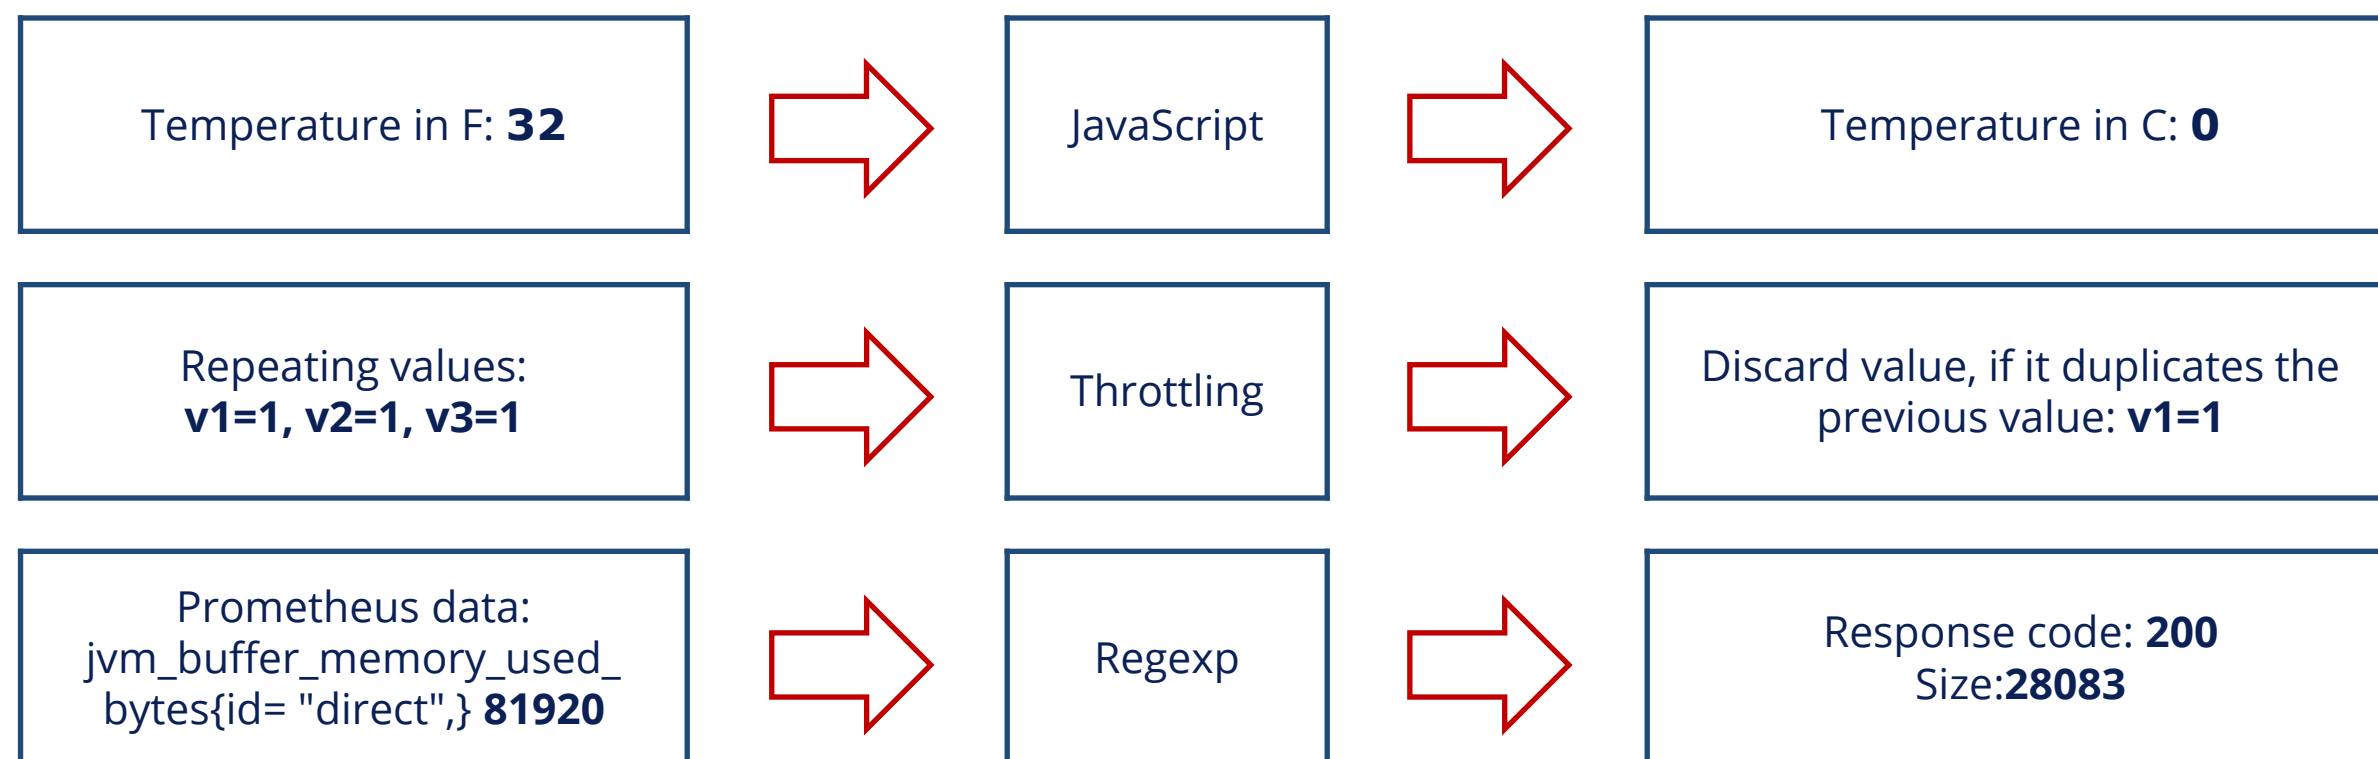 Temperature in F: 32
JavaScript
Temperature in C: 0
Repeating values:
v1=1, v2=1, v3=1
Throttling
Discard value, if it duplicates the
previous value: v1=1
Prometheus data:
jvm_buffer_memory_used_
bytes{id= "direct",} 81920
Regexp
Response code: 200
Size:28083